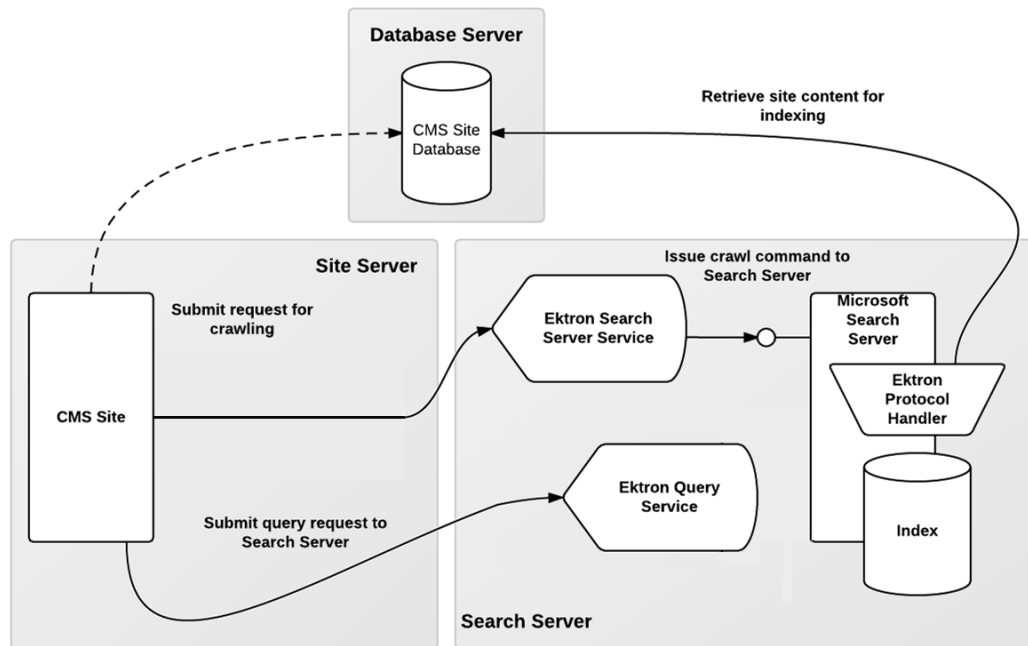 Database Server
CMS Site
Database
Retrieve site content for
indexing
Site Server
Submit request for
crawling
CMS Site
Submit query request to
Search Server
Issue crawl command to
Search Server
Ektron Search
Server Service
Microsoft
Search
Server
Ektron
Protocol
Handler
Ektron Query
Service
Index
Search Server